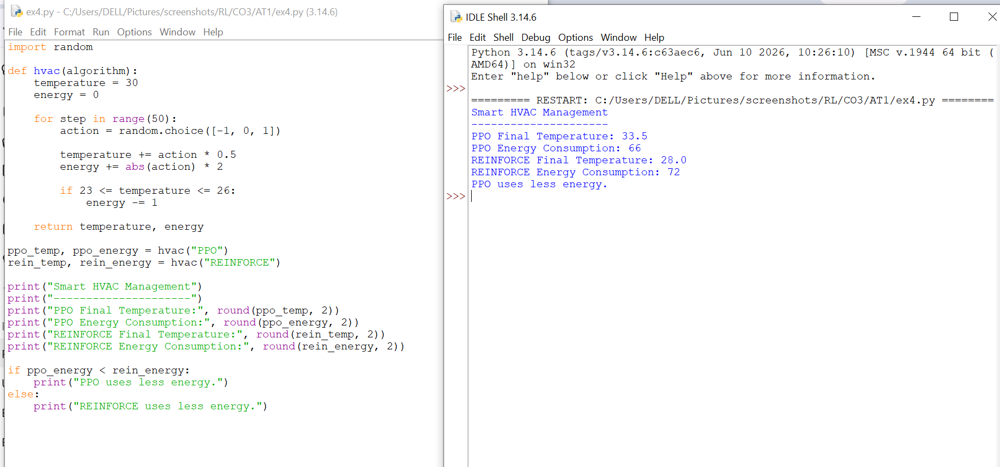 ex4.py - C:/Users/DELL/Pictures/screenshots/RL/CO3/AT1/ex4.py (3.14.6)
File Edit Format Run Options Window Help
import random

def hvac(algorithm):
    temperature = 30
    energy = 0

    for step in range(50):
        action = random.choice([-1, 0, 1])

        temperature += action * 0.5
        energy += abs(action) * 2

        if 23 <= temperature <= 26:
            energy -= 1

    return temperature, energy

ppo_temp, ppo_energy = hvac("PPO")
rein_temp, rein_energy = hvac("REINFORCE")

print("Smart HVAC Management")
print("---------------------")
print("PPO Final Temperature:", round(ppo_temp, 2))
print("PPO Energy Consumption:", round(ppo_energy, 2))
print("REINFORCE Final Temperature:", round(rein_temp, 2))
print("REINFORCE Energy Consumption:", round(rein_energy, 2))

if ppo_energy < rein_energy:
    print("PPO uses less energy.")
else:
    print("REINFORCE uses less energy.")
IDLE Shell 3.14.6
File Edit Shell Debug Options Window Help
Python 3.14.6 (tags/v3.14.6:c63aec6, Jun 10 2026, 10:26:10) [MSC v.1944 64 bit (
AMD64)] on win32
Enter "help" below or click "Help" above for more information.
>>>
========= RESTART: C:/Users/DELL/Pictures/screenshots/RL/CO3/AT1/ex4.py ========
Smart HVAC Management
---------------------
PPO Final Temperature: 33.5
PPO Energy Consumption: 66
REINFORCE Final Temperature: 28.0
REINFORCE Energy Consumption: 72
PPO uses less energy.
>>>